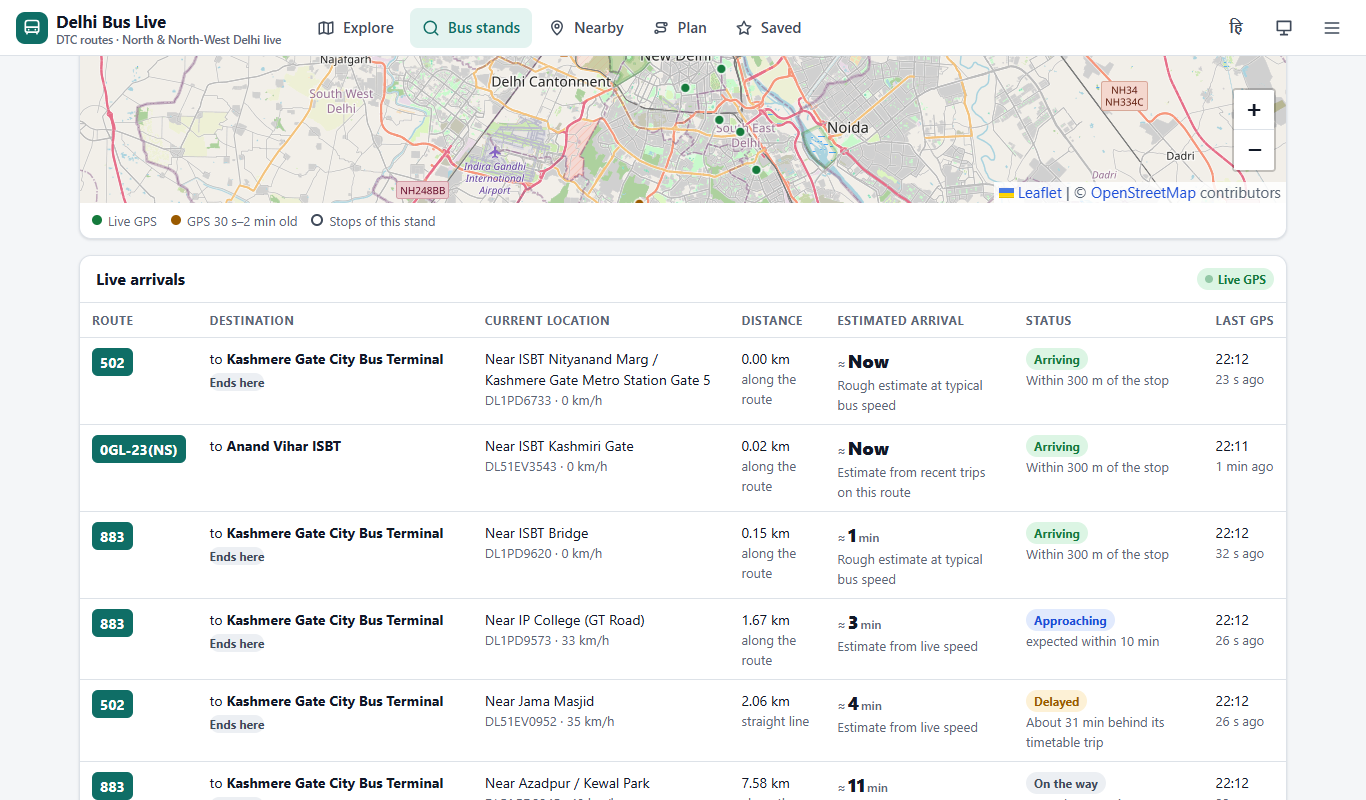 Delhi Bus Live
DTC routes · North & North-West Delhi live
Explore
Bus stands
Nearby
Plan
Saved
हि
Najafgarh
New Delhi
Delhi Cantonment
South West
Delhi
NH34
NH334C
+
South East
Delhi
Noida
−
Dadri
Indira Gandhi
International
Airport
Dadri
NH248BB
Leaflet | © OpenStreetMap contributors
Live GPS
GPS 30 s–2 min old
Stops of this stand
Live arrivals
Live GPS
ROUTE DESTINATION CURRENT LOCATION DISTANCE ESTIMATED ARRIVAL STATUS LAST GPS
502
to Kashmere Gate City Bus Terminal
Ends here
Near ISBT Nityanand Marg /
Kashmere Gate Metro Station Gate 5
DL1PD6733 · 0 km/h
0.00 km
along the
route
≈ Now
Rough estimate at typical
bus speed
Arriving
Within 300 m of the stop
22:12
23 s ago
0GL-23(NS)
to Anand Vihar ISBT
Near ISBT Kashmiri Gate
DL51EV3543 · 0 km/h
0.02 km
along the
route
≈ Now
Estimate from recent trips
on this route
Arriving
Within 300 m of the stop
22:11
1 min ago
883
to Kashmere Gate City Bus Terminal
Ends here
Near ISBT Bridge
DL1PD9620 · 0 km/h
0.15 km
along the
route
≈ 1 min
Rough estimate at typical
bus speed
Arriving
Within 300 m of the stop
22:12
32 s ago
883
to Kashmere Gate City Bus Terminal
Ends here
Near IP College (GT Road)
DL1PD9573 · 33 km/h
1.67 km
along the
route
≈ 3 min
Estimate from live speed
Approaching
expected within 10 min
22:12
26 s ago
502
to Kashmere Gate City Bus Terminal
Ends here
Near Jama Masjid
DL51EV0952 · 35 km/h
2.06 km
straight line
≈ 4 min
Estimate from live speed
Delayed
About 31 min behind its
timetable trip
22:12
26 s ago
883
to Kashmere Gate City Bus Terminal
Near Azadpur / Kewal Park
7.58 km
≈ 11 min
On the way
22:12